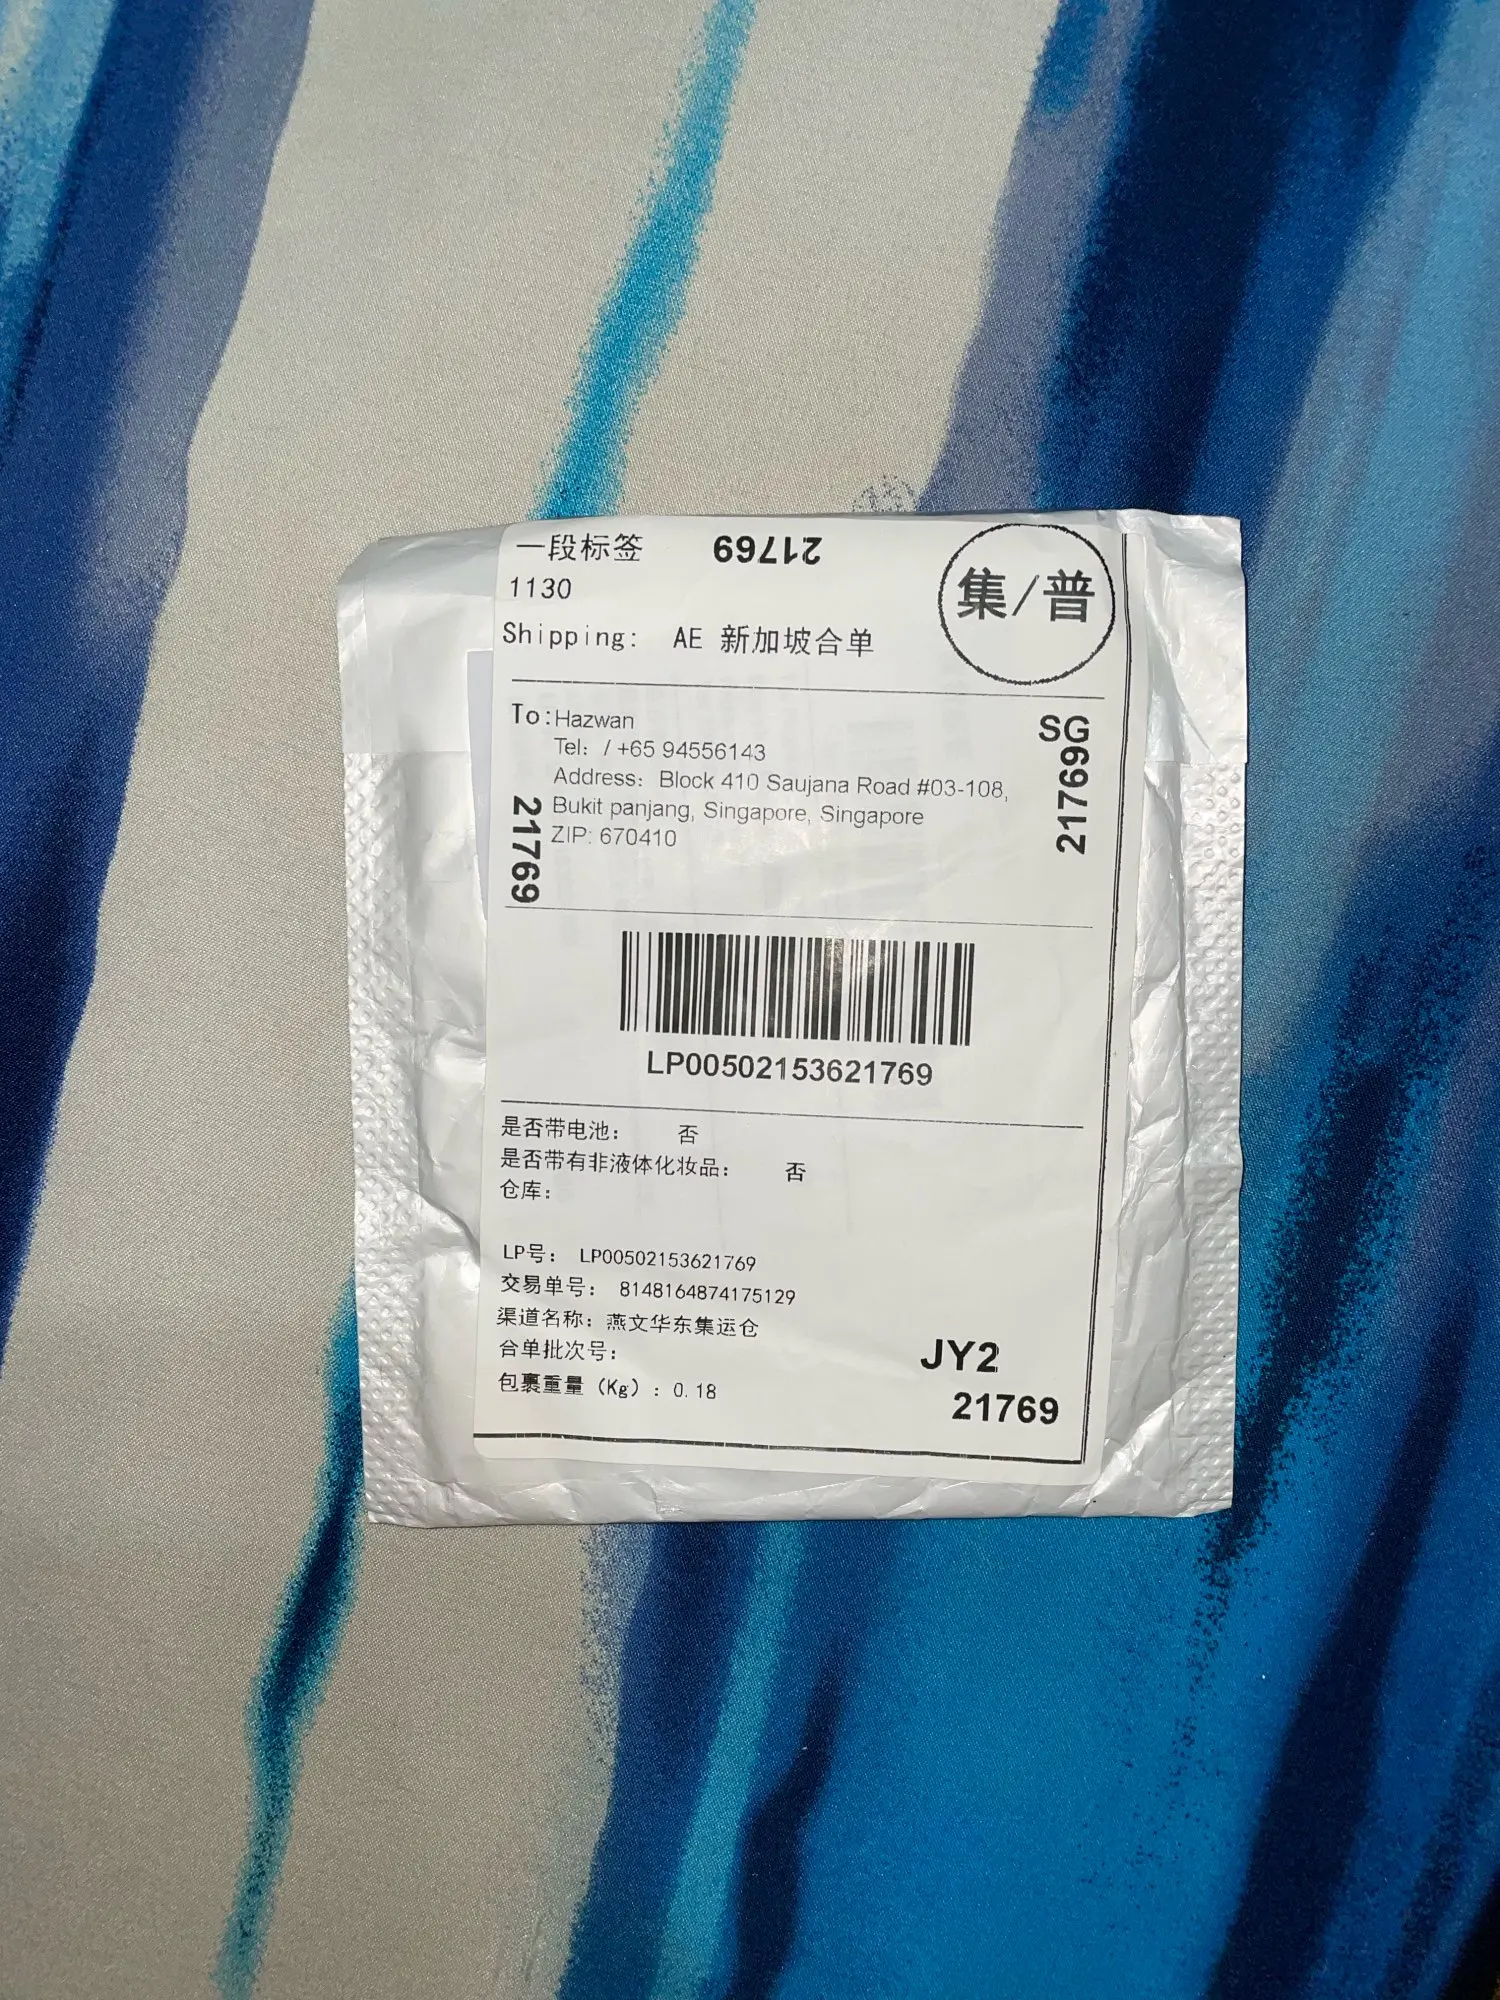 一段标签
21769
1130
集/普
Shipping: AE 新加坡合单
To:Hazwan
SG
Tel: / +65 94556143
Address: Block 410 Saujana Road #03-108,
Bukit panjang, Singapore, Singapore
ZIP: 670410
21769
21769
LP00502153621769
是否带电池: 否
是否带有非液体化妆品: 否
仓库:
LP号: LP00502153621769
交易单号: 8148164874175129
渠道名称: 燕文华东集运仓
合单批次号:
包裹重量 (Kg) : 0.18
JY2
21769